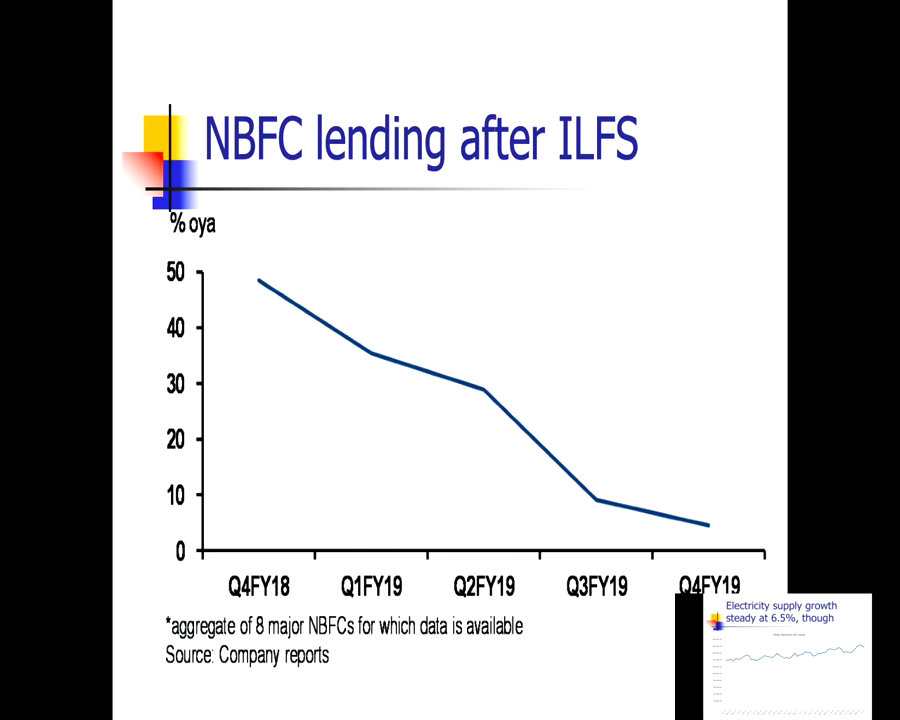 NBFC lending after ILFS
% oya
50
40
30
20
10
0
Q4FY18 Q1FY19 Q2FY19 Q3FY19 Q4FY19
*aggregate of 8 major NBFCs for which data is available
Source: Company reports
Electricity supply growth
steady at 6.5%, though